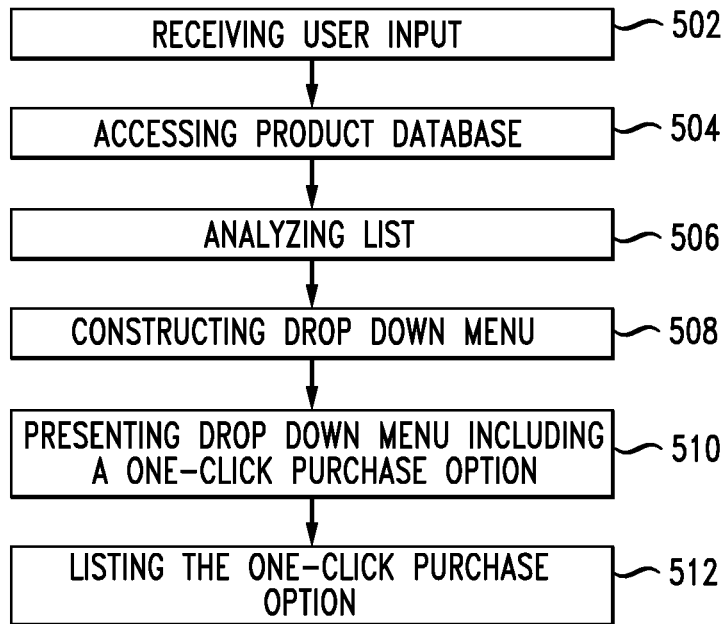 RECEIVING USER INPUT
502
ACCESSING PRODUCT DATABASE
504
ANALYZING LIST
506
CONSTRUCTING DROP DOWN MENU
508
PRESENTING DROP DOWN MENU INCLUDING
A ONE-CLICK PURCHASE OPTION
510
LISTING THE ONE-CLICK PURCHASE
OPTION
512